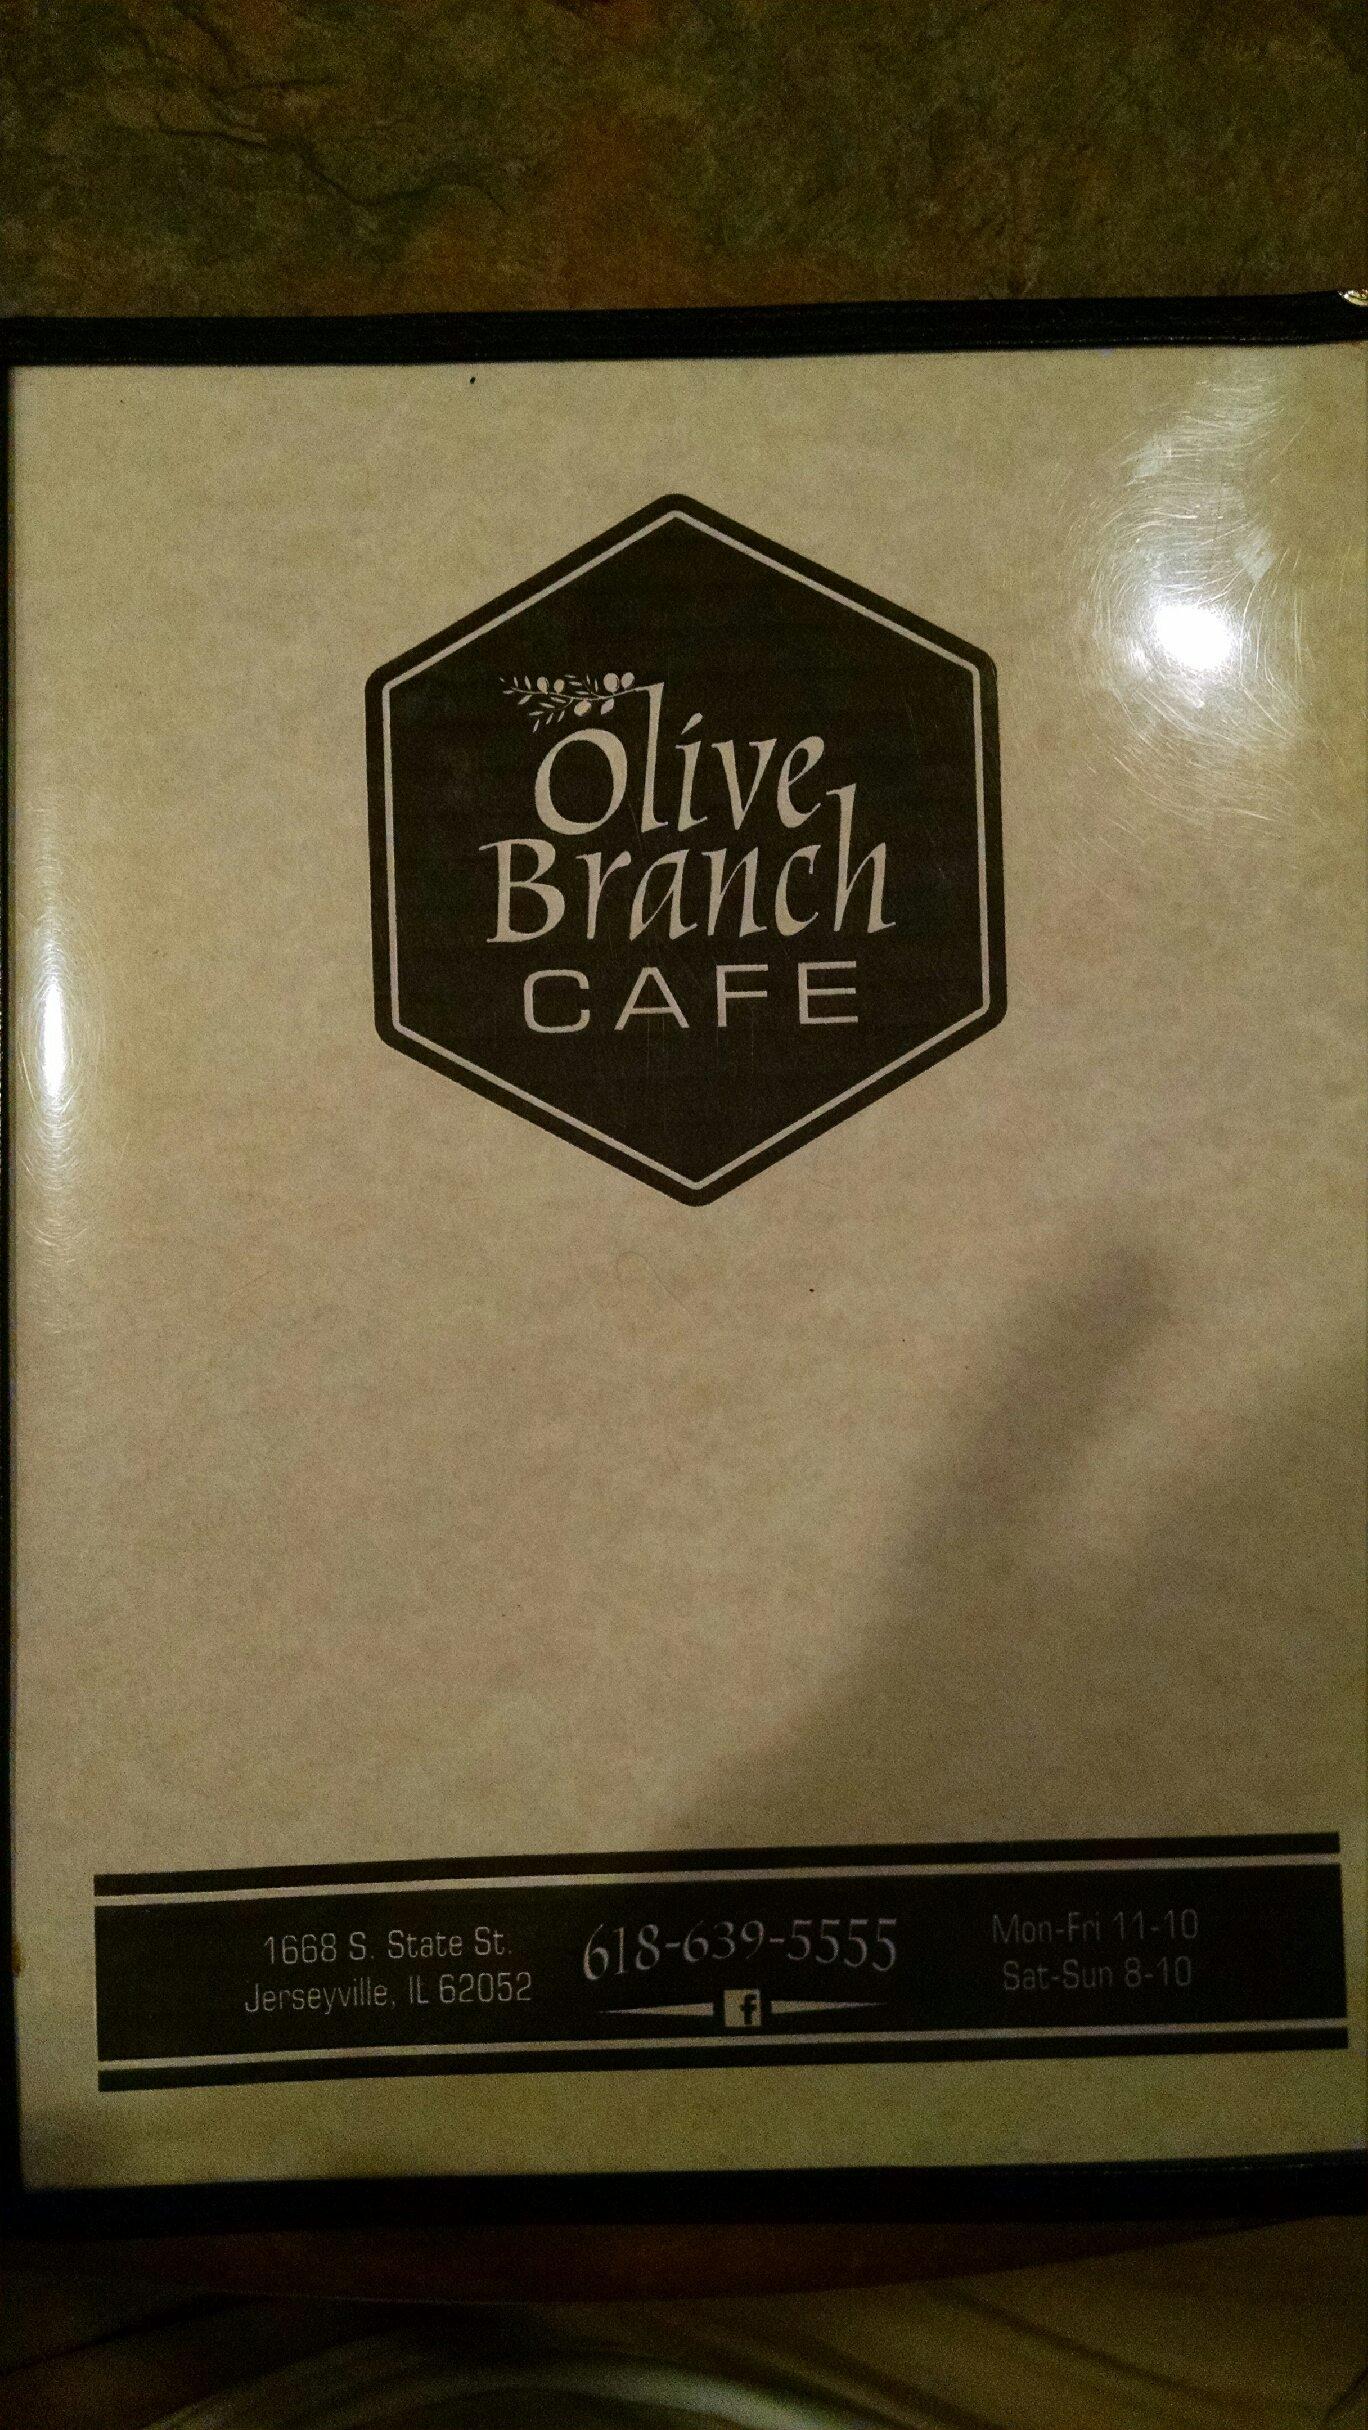 Olive
Branch
CAFE
1668 S. State St.
Jerseyville, IL 62052
618-639-5555
f
Mon-Fri 11-10
Sat-Sun 8-10